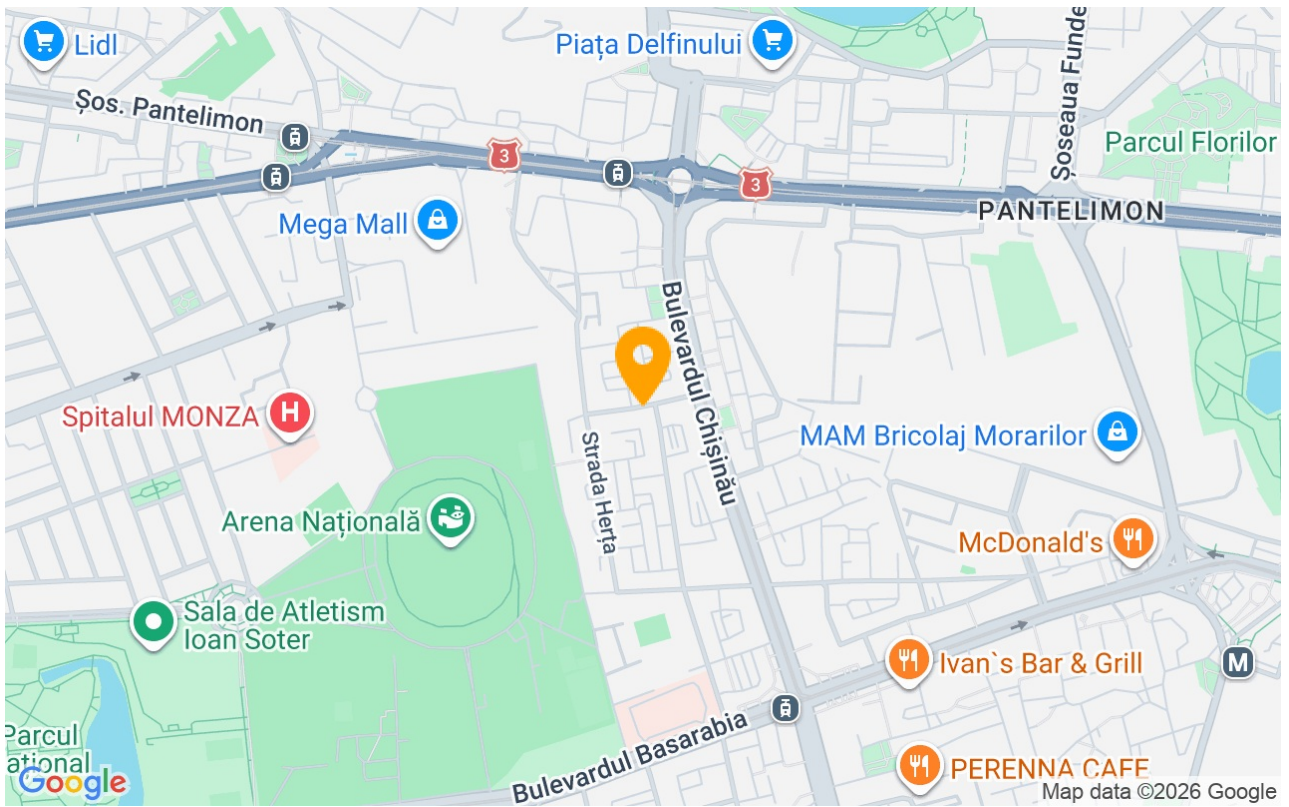 Lidl
Piața Delfinului
Șos. Pantelimon
Șoseaua Funde
3
3
Parcul Florilor
PANTELIMON
Mega Mall
Bulevardul Chișinău
Spitalul MONZA
H
MAM Bricolaj Morarilor
Strada Herța
Arena Națională
McDonald's
Sala de Atletism
Ioan Soter
Ivan`s Bar & Grill
M
Parcul
ațional
Bulevardul Basarabia
PERENNA CAFE
Google
Map data ©2026 Google